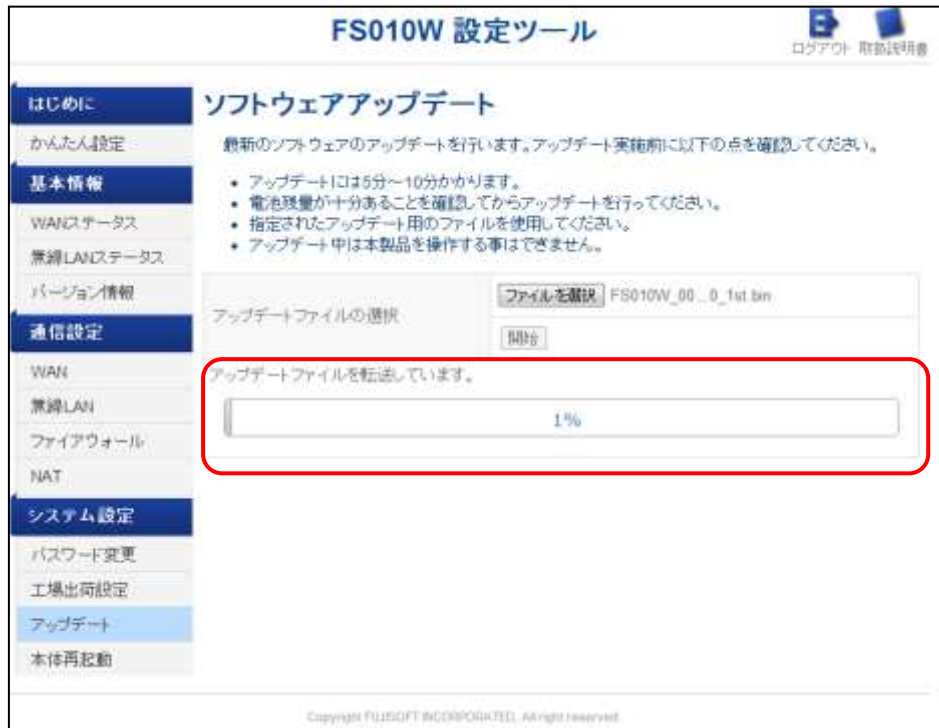 FS010W 設定ツール
ログアウト 取扱説明書
はじめに
かんたん設定
基本情報
WANステータス
無線LANステータス
バージョン情報
通信設定
WAN
無線LAN
ファイアウォール
NAT
システム設定
パスワード変更
工場出荷設定
アップデート
本体再起動
ソフトウェアアップデート
最新のソフトウェアのアップデートを行います。アップデート実施前に以下の点を確認してください。
• アップデートには5分～10分かかります。
• 電池残量が十分あることを確認してからアップデートを行ってください。
• 指定されたアップデート用のファイルを使用してください。
• アップデート中は本製品を操作する事はできません。
アップデートファイルの選択
ファイルを選択 FS010W_00...0_1st.bin
開始
アップデートファイルを転送しています。
1%
Copyright FUJISOFT INCORPORATED. All right reserved.